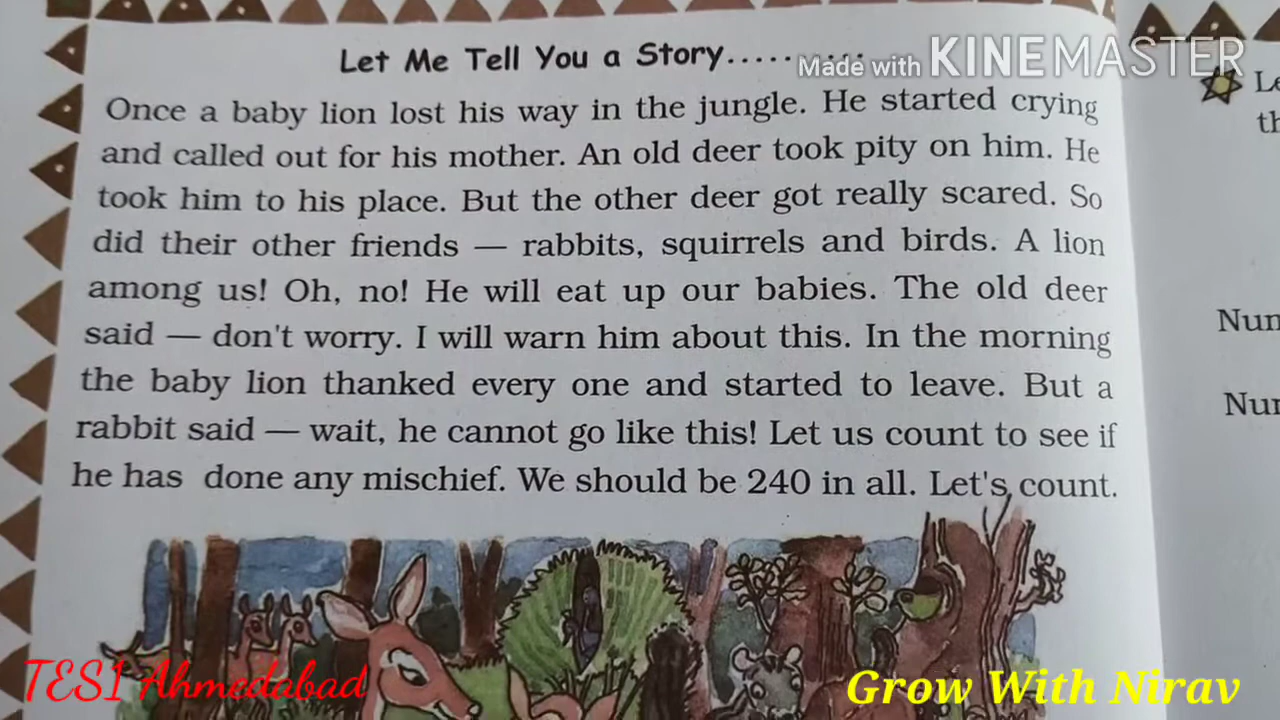 Let Me Tell You a Story..........
Made with KINEMASTER
Once a baby lion lost his way in the jungle. He started crying
and called out for his mother. An old deer took pity on him. He
took him to his place. But the other deer got really scared. So
did their other friends — rabbits, squirrels and birds. A lion
among us! Oh, no! He will eat up our babies. The old deer
said — don't worry. I will warn him about this. In the morning
the baby lion thanked every one and started to leave. But a
rabbit said — wait, he cannot go like this! Let us count to see if
he has done any mischief. We should be 240 in all. Let's count.
TES1 Ahmedabad
Grow With Nirav